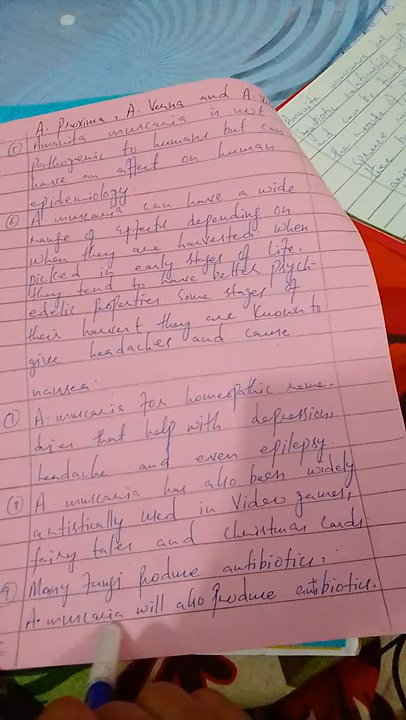 A. Proxima, A. Verna and A. V
(5) Amanita muscaria is not
pathogenic to humans but can
have an affect on human
epidemiology.
(6) A. muscaria can have a wide
range of effects depending on
when they are harvested. When
picked in early stages of life,
they tend to have better Psych-
edelic properties some stages of
their harvest they are known to
give headaches and cause
nausea.
(7) A. muscaria for homeopathic reme-
dies that help with depression,
headache and even epilepsy.
(8) A muscaria has also been widely
artistically used in video games,
fairy tales and christmas cards
(9) Many fungi produce antibiotics,
A. muscaria will also produce antibiotics.